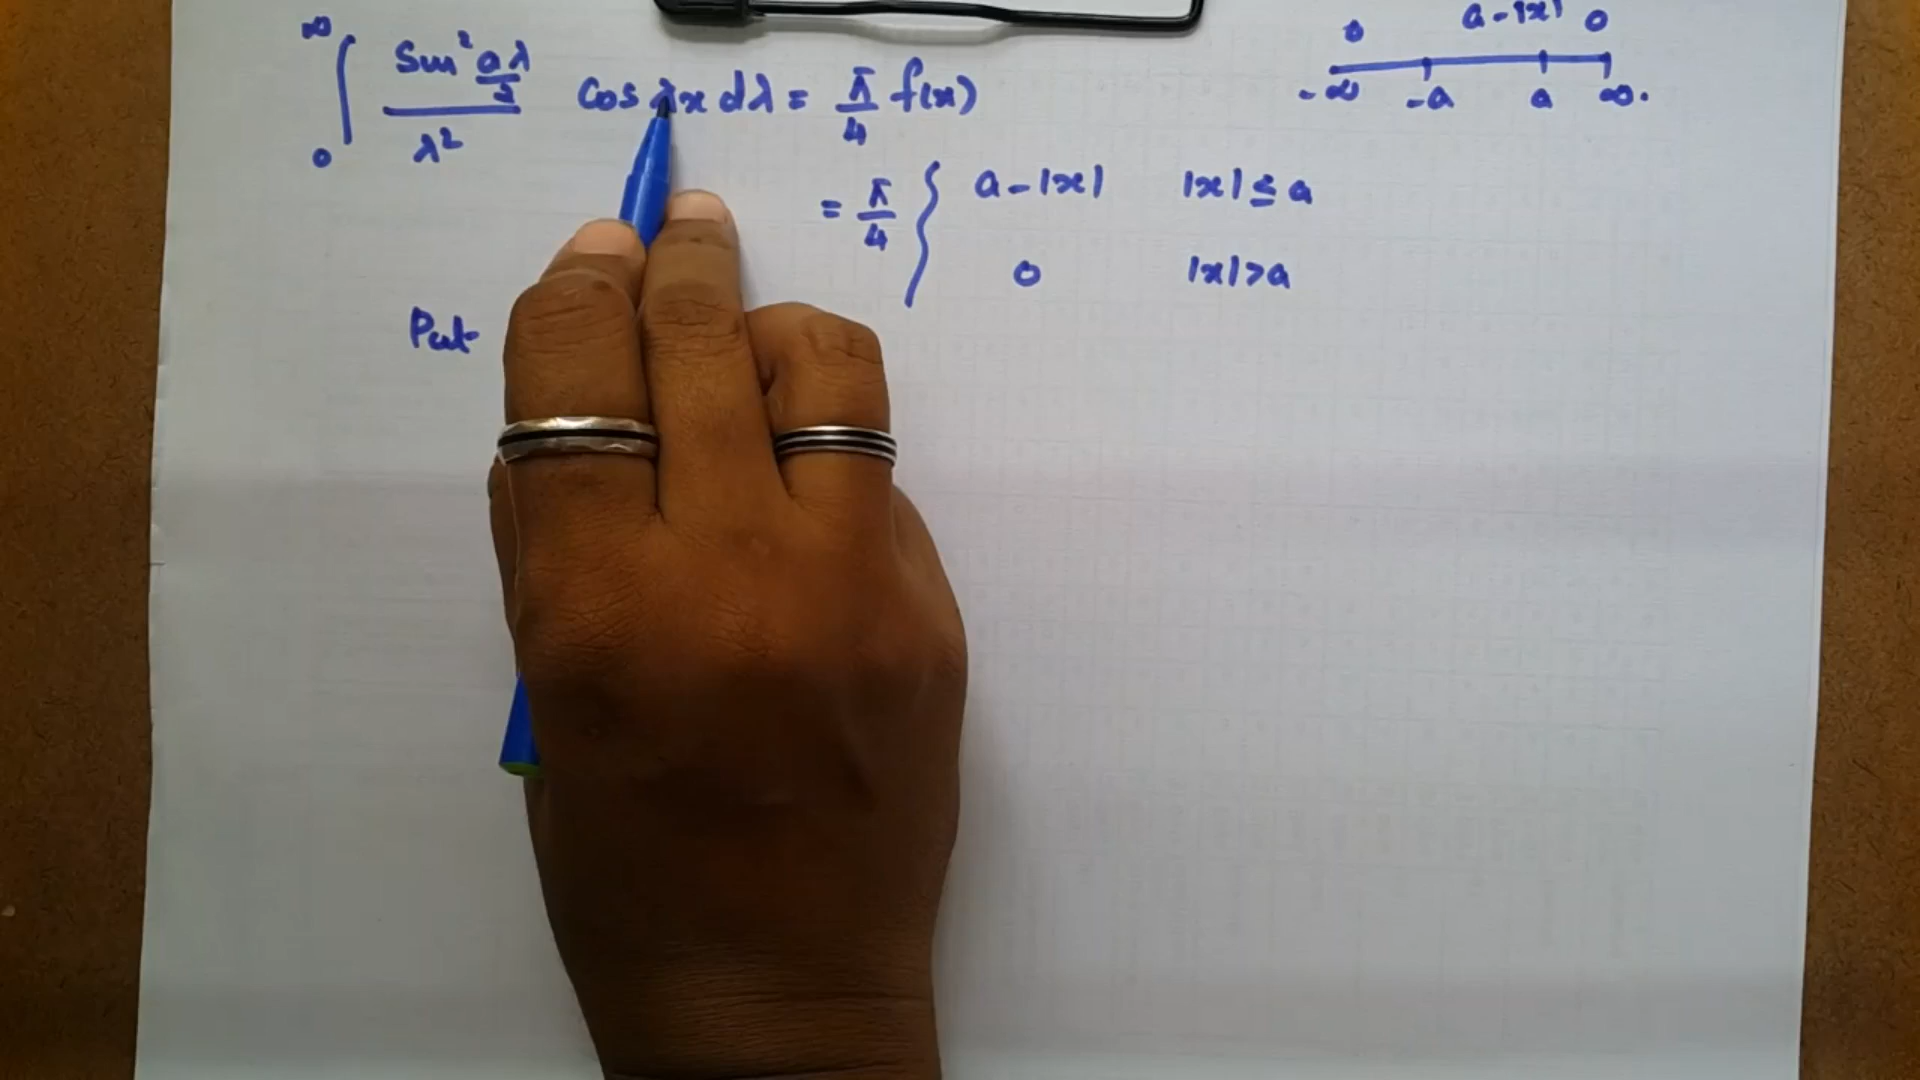 ∞∫0 Sin² aλ/2 / λ² Cos λx dλ = π/4 f(x)
= π/4 { a-|x| |x| ≤ a
0 |x| > a
Put
0 a-|x| 0
-∞ -a a ∞.